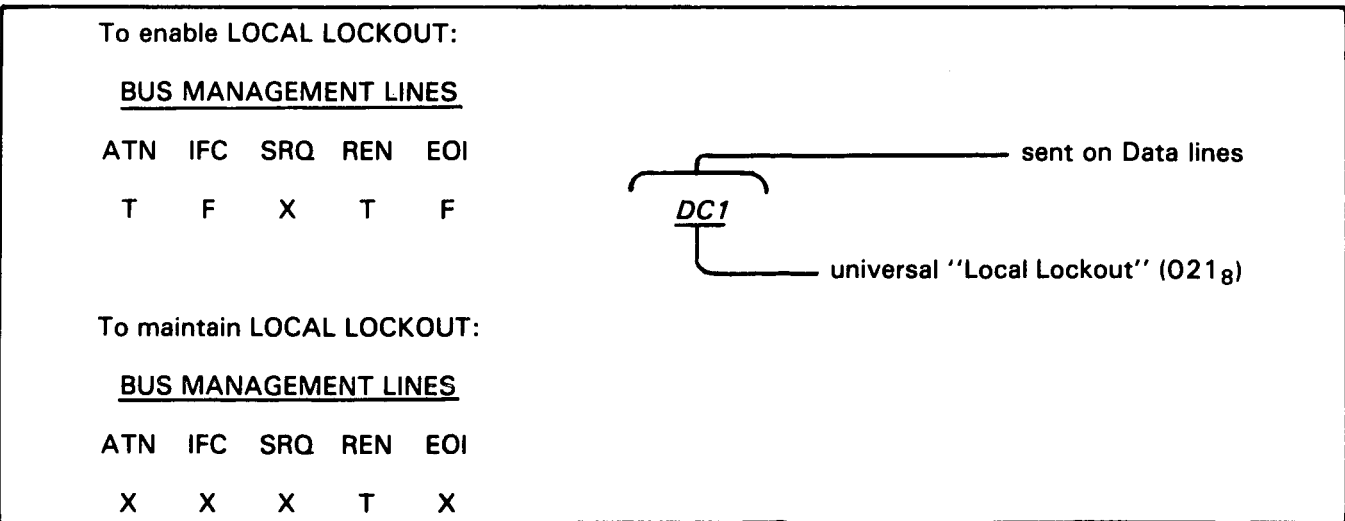 To enable LOCAL LOCKOUT:
BUS MANAGEMENT LINES
ATN IFC SRQ REN EOI
sent on Data lines
T F X T F
DC1
universal "Local Lockout" (021₈)
To maintain LOCAL LOCKOUT:
BUS MANAGEMENT LINES
ATN IFC SRQ REN EOI
X X X T X